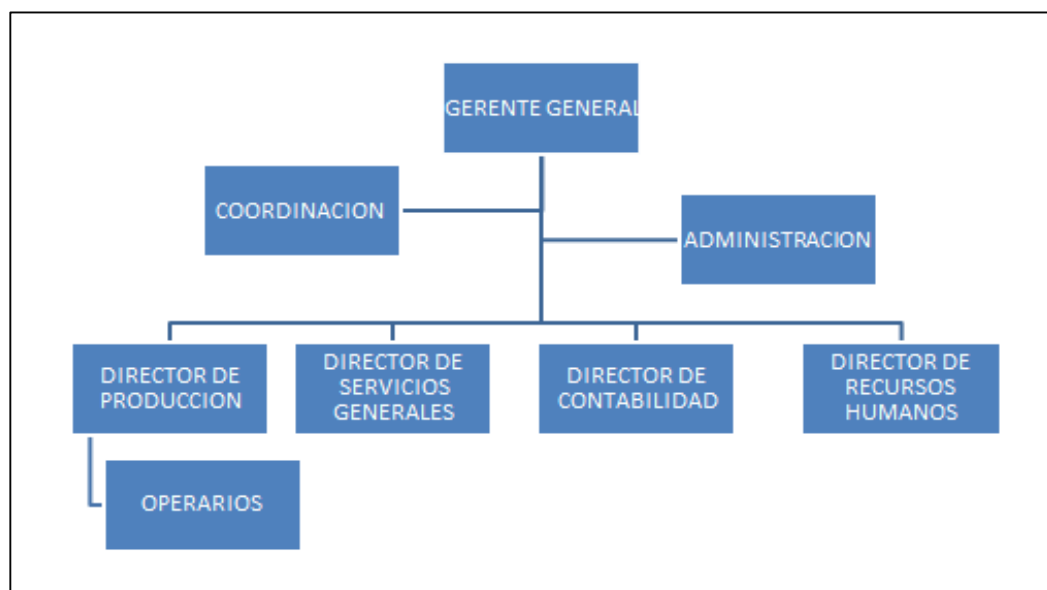 GERENTE GENERAL
COORDINACION
ADMINISTRACION
DIRECTOR DE
PRODUCCION
DIRECTOR DE
SERVICIOS
GENERALES
DIRECTOR DE
CONTABILIDAD
DIRECTOR DE
RECURSOS
HUMANOS
OPERARIOS